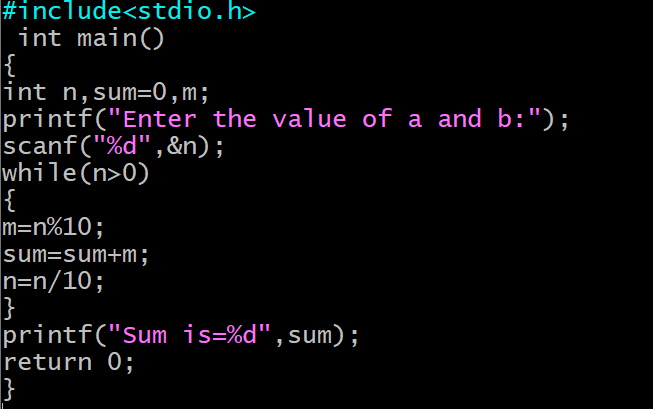 #include<stdio.h>
int main()
{
int n,sum=0,m;
printf("Enter the value of a and b:");
scanf("%d",&n);
while(n>0)
{
m=n%10;
sum=sum+m;
n=n/10;
}
printf("Sum is=%d",sum);
return 0;
}